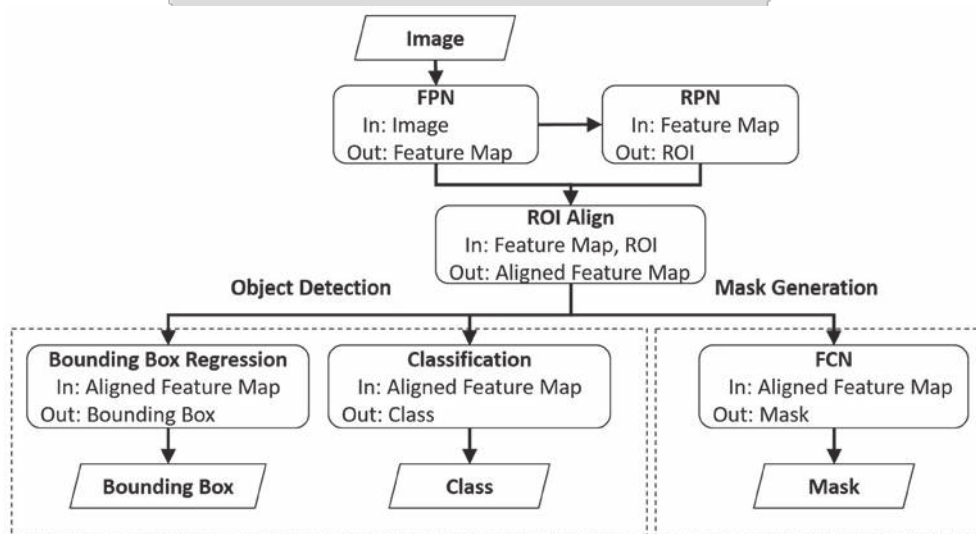 Image
FPN
In: Image
Out: Feature Map
RPN
In: Feature Map
Out: ROI
ROI Align
In: Feature Map, ROI
Out: Aligned Feature Map
Object Detection
Mask Generation
Bounding Box Regression
In: Aligned Feature Map
Out: Bounding Box
Classification
In: Aligned Feature Map
Out: Class
FCN
In: Aligned Feature Map
Out: Mask
Bounding Box
Class
Mask